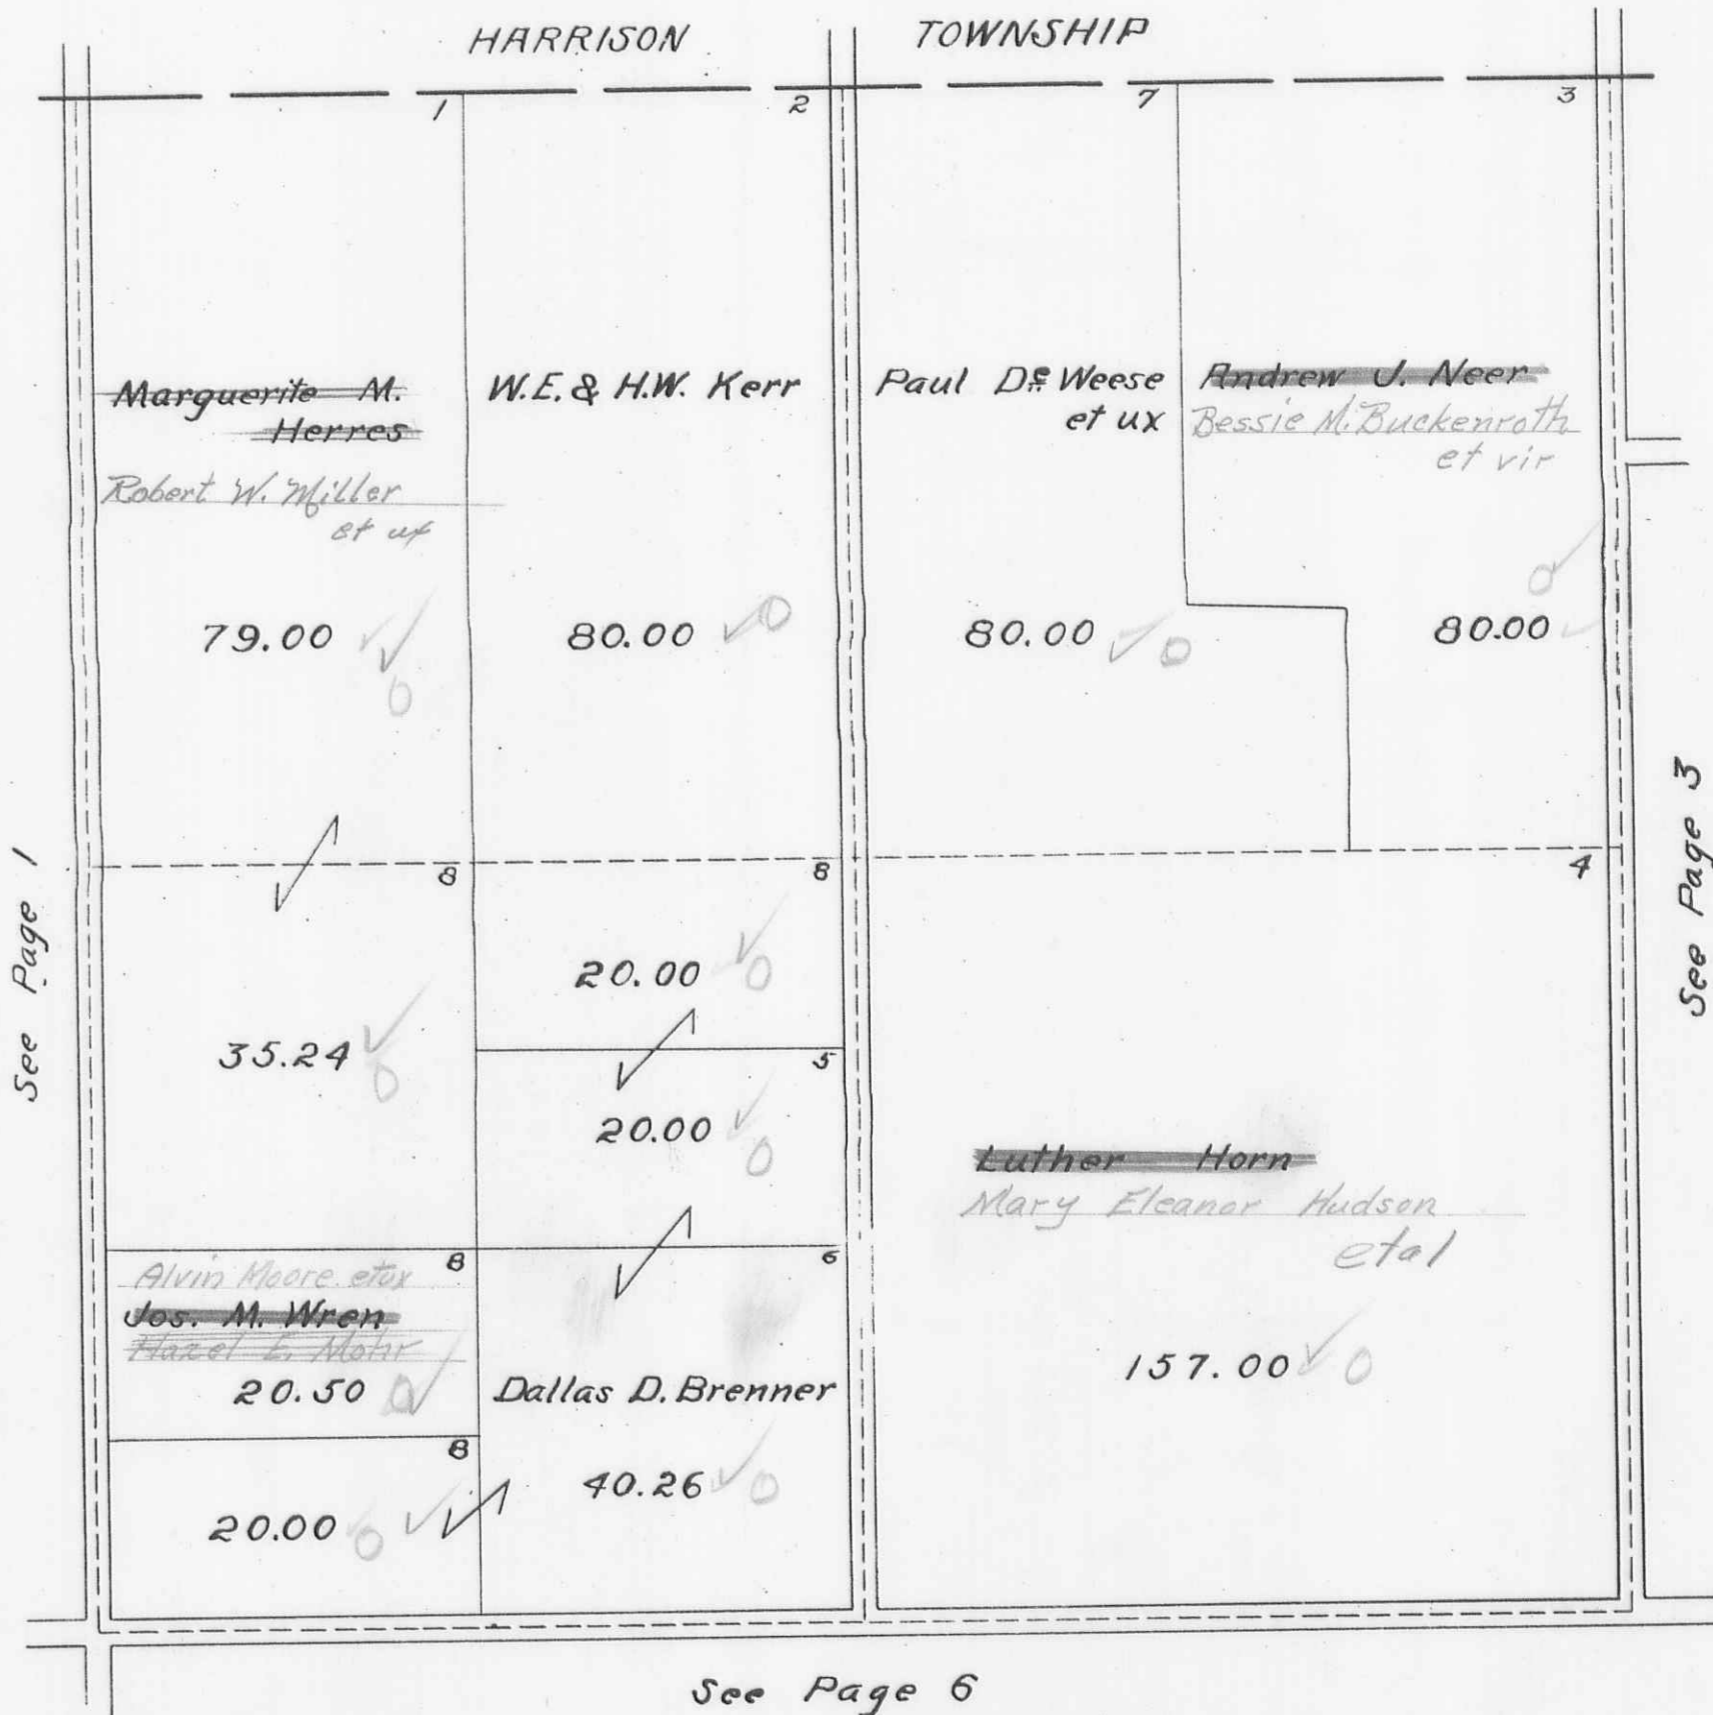 HARRISON TOWNSHIP
1
2
7
3
Marguerite M.
Herres
Robert W. Miller
et ux
79.00
W.E. & H.W. Kerr
80.00
Paul DeWeese
et ux
80.00
Andrew J. Neer
Bessie M. Buckenroth
et vir
80.00
See Page 1
See Page 3
8
8
4
35.24
20.00
5
20.00
Luther Horn
Mary Eleanor Hudson
etal
157.00
8
6
Alvin Moore etux
Jos. M. Wren
Hazel E. Mohr
20.50
Dallas D. Brenner
40.26
8
20.00
See Page 6